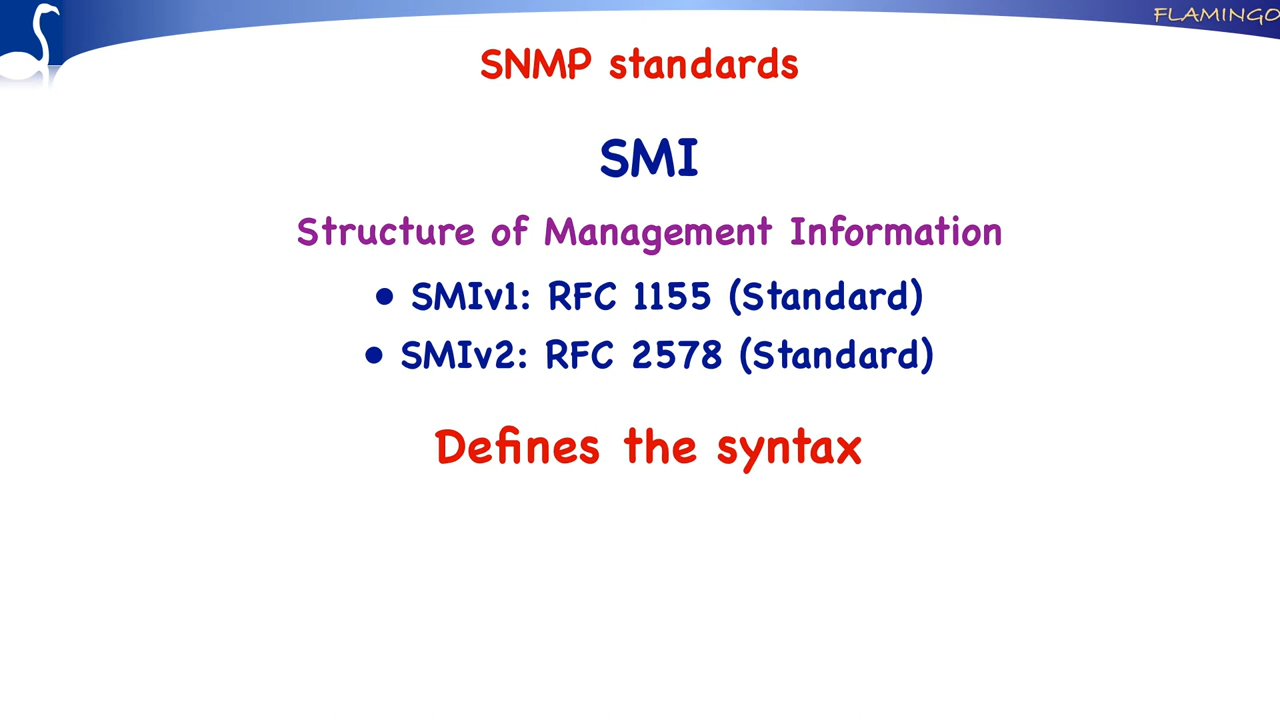 FLAMINGO
SNMP standards
SMI
Structure of Management Information
• SMIv1: RFC 1155 (Standard)
• SMIv2: RFC 2578 (Standard)
Defines the syntax